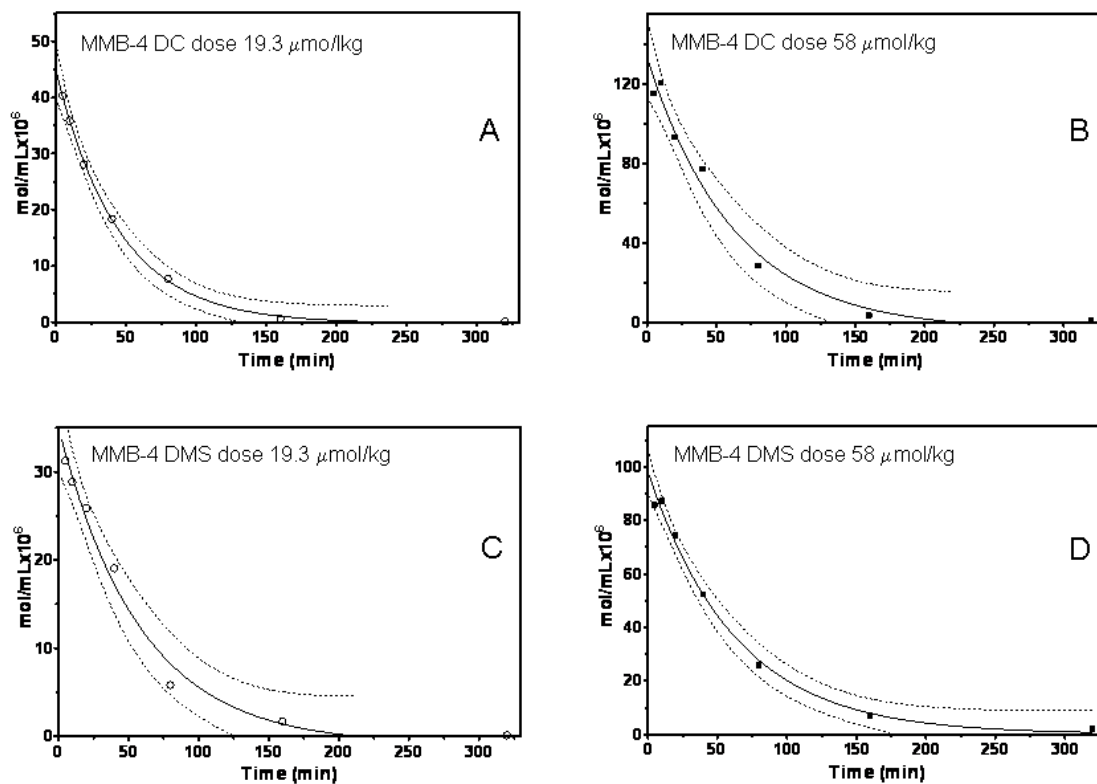 MMB-4 DC dose 19.3 μmo/lkg
A
mol/mLx10⁶
50
40
30
20
10
0
0 50 100 150 200 250 300
Time (min)
MMB-4 DC dose 58 μmol/kg
B
mol/mLx10⁶
120
80
40
0
0 50 100 150 200 250 300
Time (min)
MMB-4 DMS dose 19.3 μmol/kg
C
mol/mLx10⁶
30
20
10
0
0 50 100 150 200 250 300
Time (min)
MMB-4 DMS dose 58 μmol/kg
D
mol/mLx10⁶
100
80
60
40
20
0
0 50 100 150 200 250 300
Time (min)